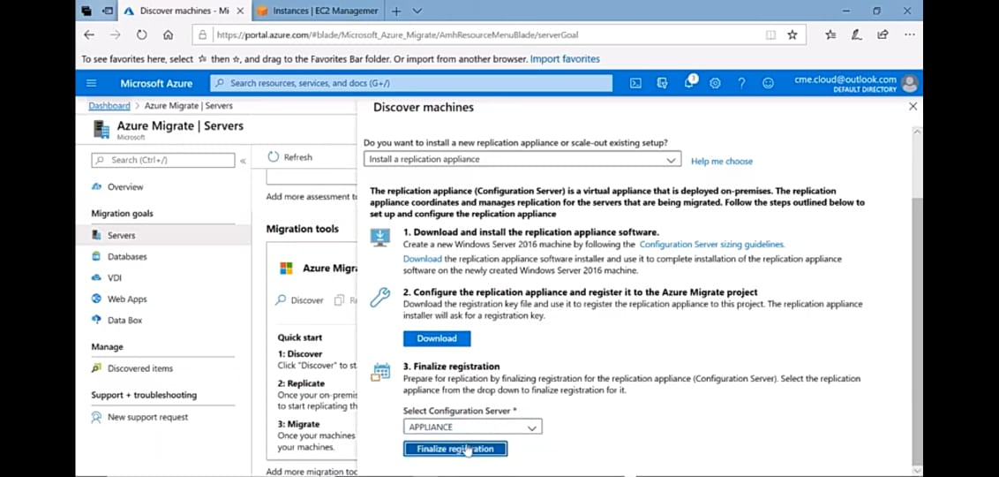 Discover machines - Mi
Instances | EC2 Managemer
https://portal.azure.com/#blade/Microsoft_Azure_Migrate/AmhResourceMenuBlade/serverGoal
To see favorites here, select ☆ then ☆, and drag to the Favorites Bar folder. Or import from another browser. Import favorites
Microsoft Azure
Search resources, services, and docs (G+/)
cme.cloud@outlook.com
DEFAULT DIRECTORY
Dashboard > Azure Migrate | Servers
Azure Migrate | Servers
Microsoft
Search (Ctrl+/)
Overview
Migration goals
Servers
Databases
VDI
Web Apps
Data Box
Manage
Discovered items
Support + troubleshooting
New support request
Refresh
Add more assessment to
Migration tools
Azure Migra
Discover
Quick start
1: Discover
Click "Discover" to st
2: Replicate
Once your on-premis
to start replicating th
3: Migrate
Once your machines
your machines.
Add more migration toc
Discover machines
Do you want to install a new replication appliance or scale-out existing setup?
Install a replication appliance
Help me choose
The replication appliance (Configuration Server) is a virtual appliance that is deployed on-premises. The replication
appliance coordinates and manages replication for the servers that are being migrated. Follow the steps outlined below to
set up and configure the replication appliance
1. Download and install the replication appliance software.
Create a new Windows Server 2016 machine by following the Configuration Server sizing guidelines.
Download the replication appliance software installer and use it to complete installation of the replication appliance
software on the newly created Windows Server 2016 machine.
2. Configure the replication appliance and register it to the Azure Migrate project
Download the registration key file and use it to register the replication appliance to this project. The replication appliance
installer will ask for a registration key.
Download
3. Finalize registration
Prepare for replication by finalizing registration for the replication appliance (Configuration Server). Select the replication
appliance from the drop down to finalize registration for it.
Select Configuration Server *
APPLIANCE
Finalize registration